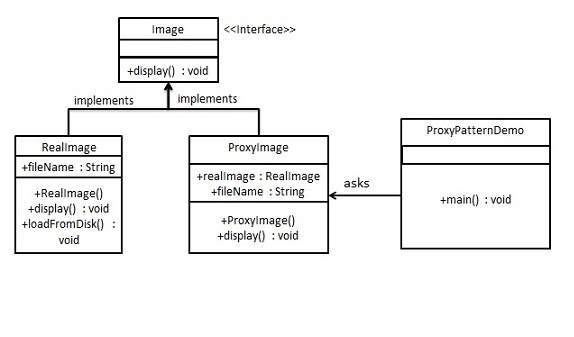 Image
<<Interface>>
+display() : void
implements
implements
RealImage
+fileName : String
+RealImage()
+display() : void
+loadFromDisk() :
void
ProxyImage
+realImage : RealImage
+fileName : String
+ProxyImage()
+display() : void
asks
ProxyPatternDemo
+main() : void